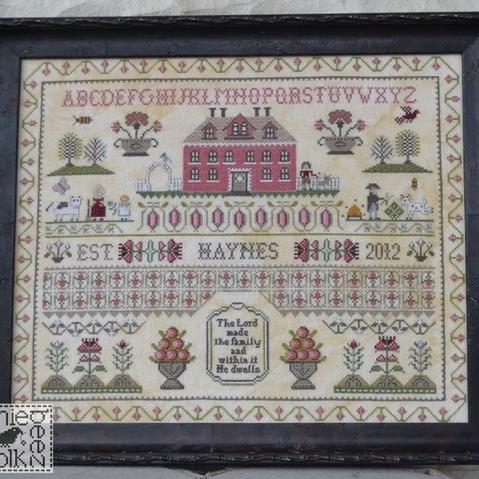 ABCDEFGHIJKLMNOPQRSTUVWXYZ
EST. HAYNES 2012
The Lord
made
the family
and
within it
He dwells.